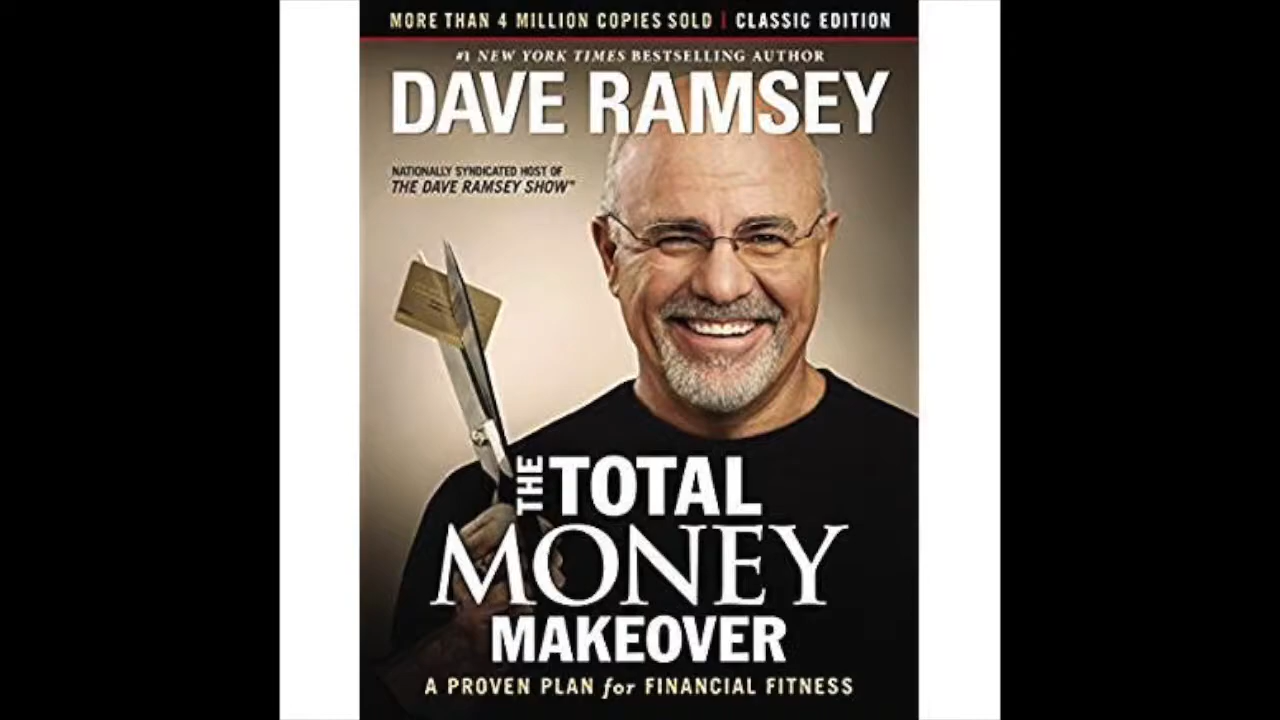 MORE THAN 4 MILLION COPIES SOLD | CLASSIC EDITION
#1 NEW YORK TIMES BESTSELLING AUTHOR
DAVE RAMSEY
NATIONALLY SYNDICATED HOST OF
THE DAVE RAMSEY SHOW™
THE TOTAL
MONEY
MAKEOVER
A PROVEN PLAN for FINANCIAL FITNESS